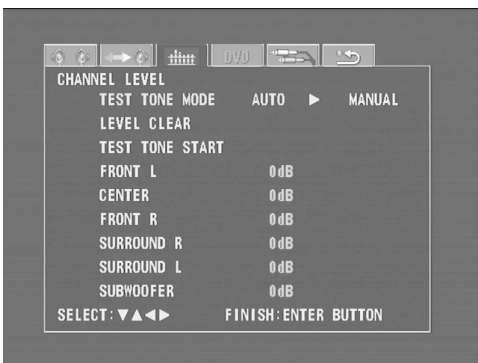 DVD
CHANNEL LEVEL
TEST TONE MODE AUTO ▶ MANUAL
LEVEL CLEAR
TEST TONE START
FRONT L 0dB
CENTER 0dB
FRONT R 0dB
SURROUND R 0dB
SURROUND L 0dB
SUBWOOFER 0dB
SELECT:▼▲◀▶ FINISH:ENTER BUTTON